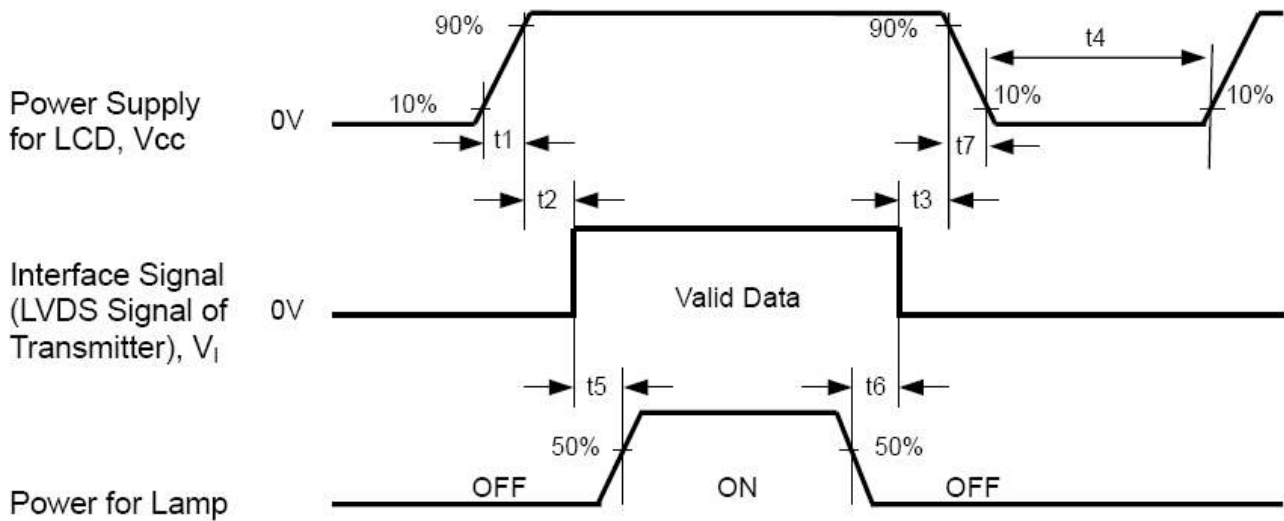 90%
90%
t4
Power Supply
for LCD, Vcc
0V
10%
10%
10%
t1
t7
t2
t3
Interface Signal
(LVDS Signal of
Transmitter), VI
0V
Valid Data
t5
t6
50%
50%
Power for Lamp
OFF
ON
OFF